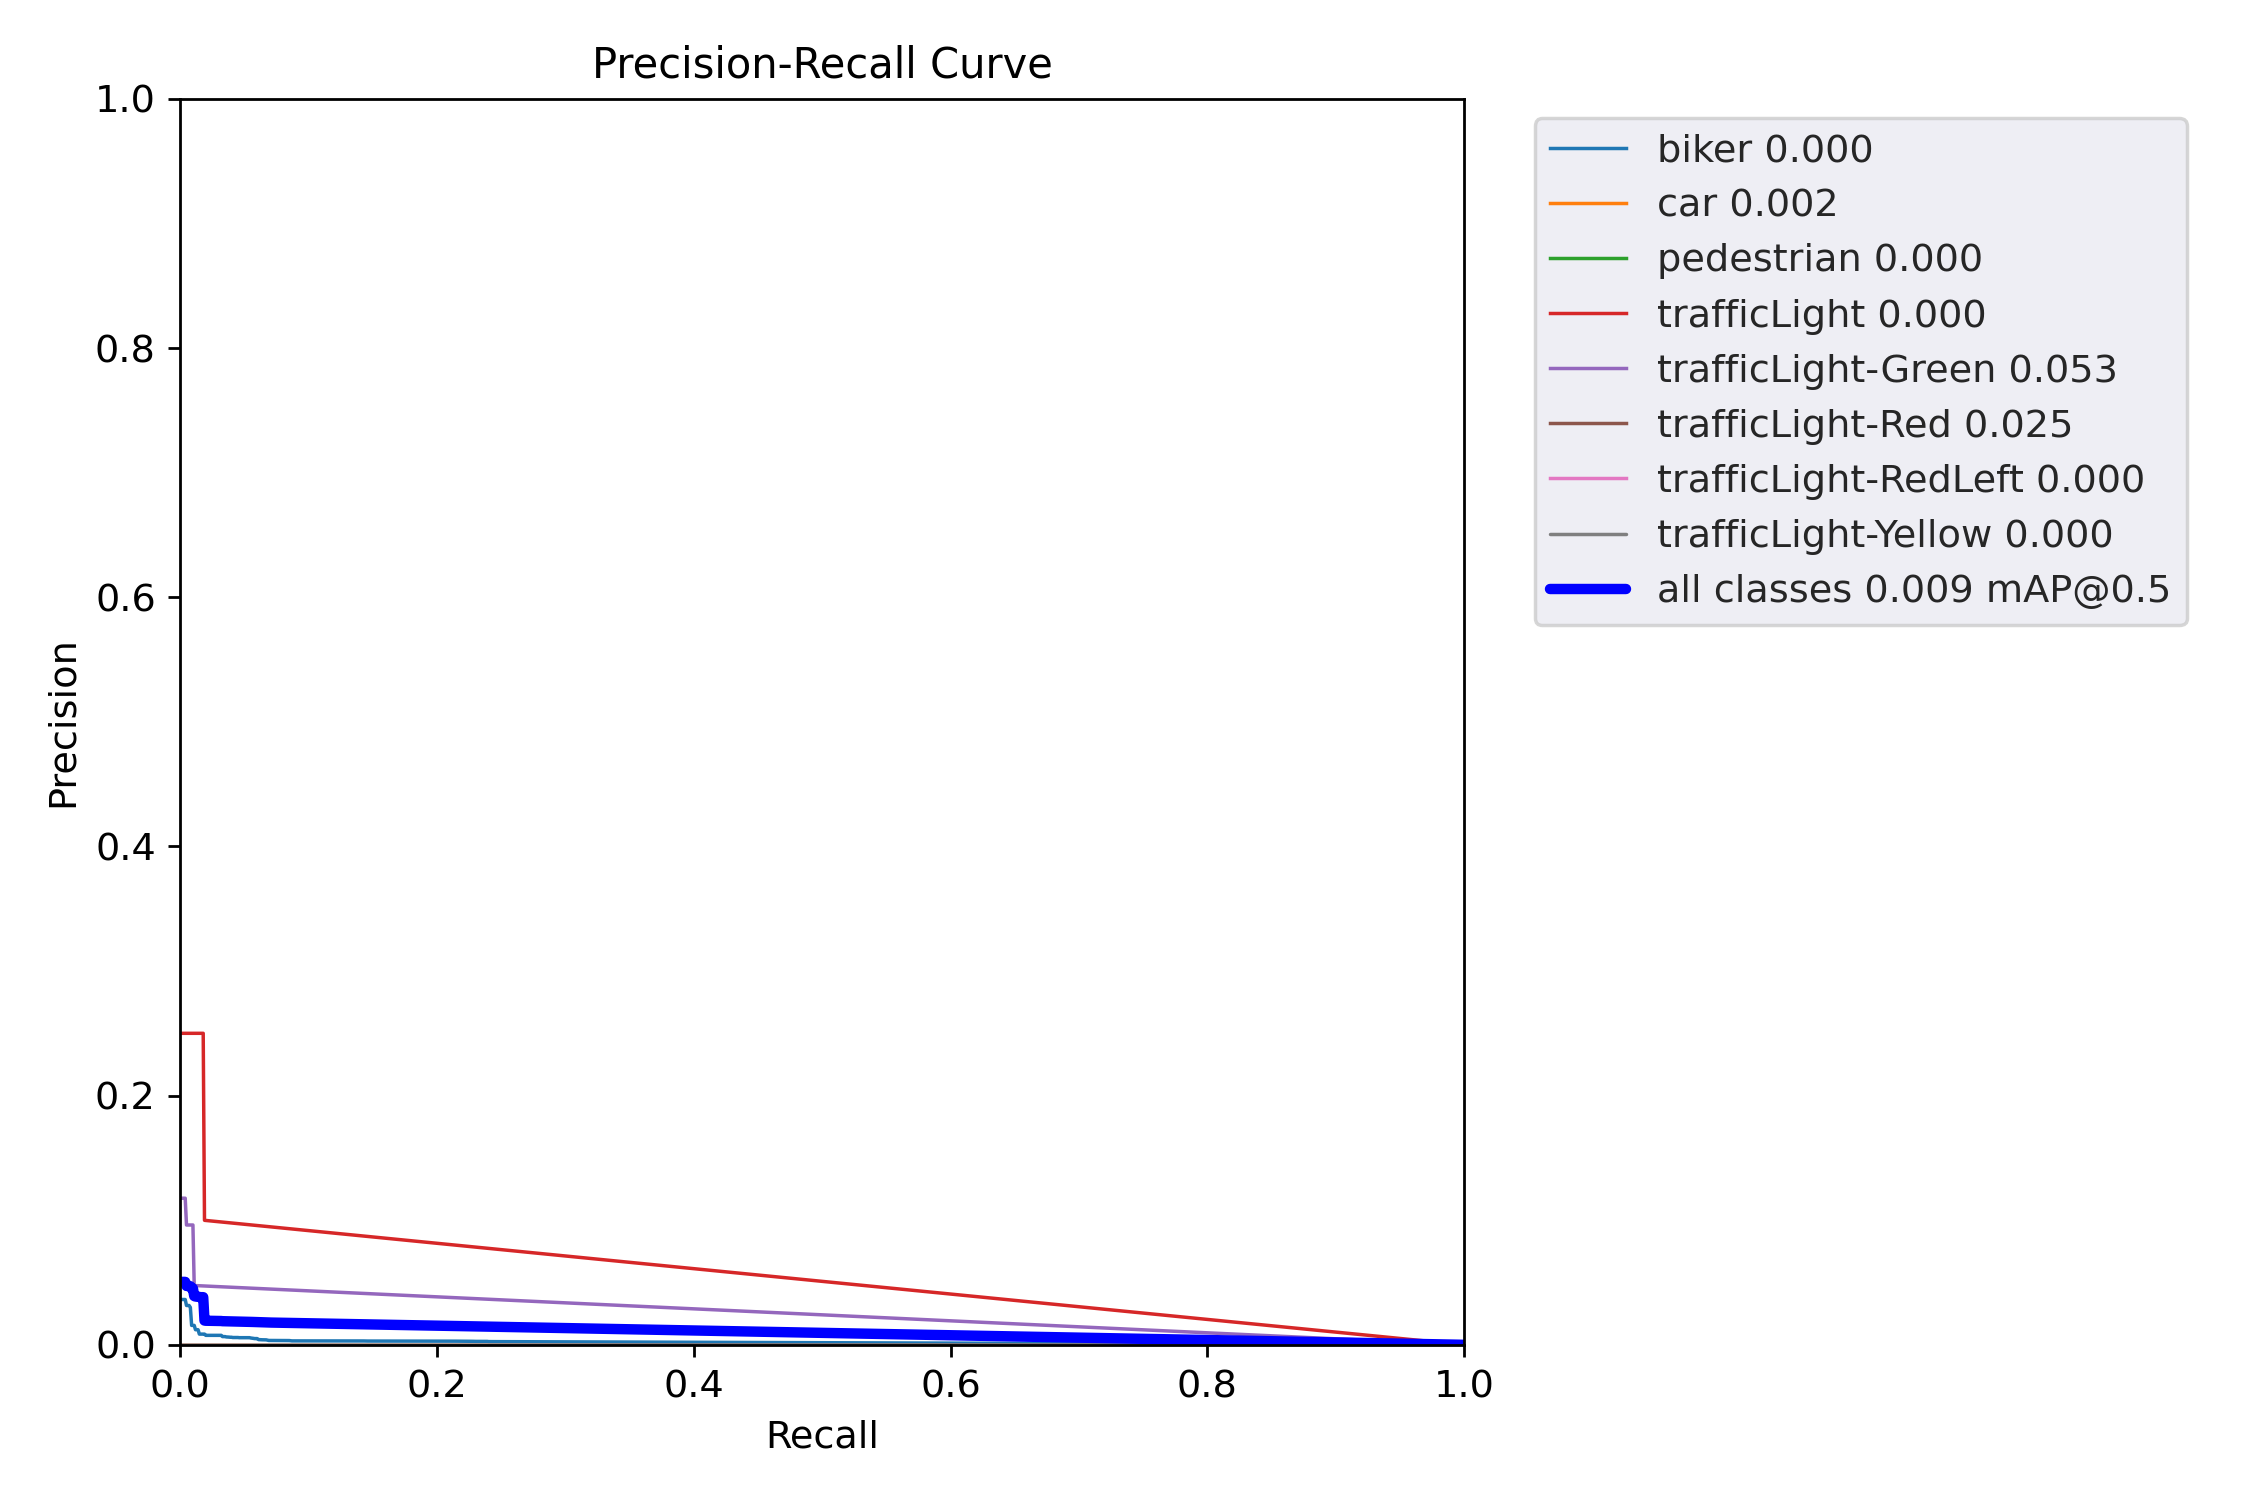 Precision-Recall Curve
1.0
0.8
0.6
0.4
0.2
0.0
Precision
0.0 0.2 0.4 0.6 0.8 1.0
Recall
biker 0.000
car 0.002
pedestrian 0.000
trafficLight 0.000
trafficLight-Green 0.053
trafficLight-Red 0.025
trafficLight-RedLeft 0.000
trafficLight-Yellow 0.000
all classes 0.009 mAP@0.5